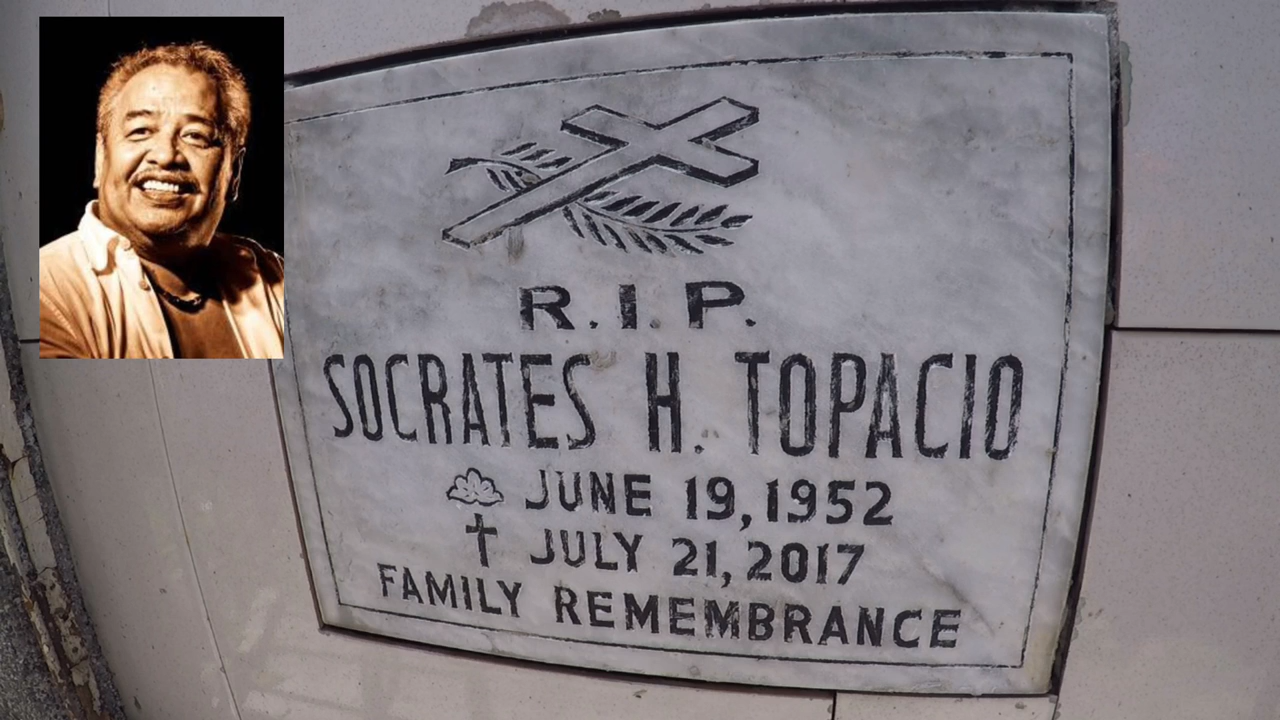 R.I.P.
SOCRATES H. TOPACIO
JUNE 19, 1952
JULY 21, 2017
FAMILY REMEMBRANCE